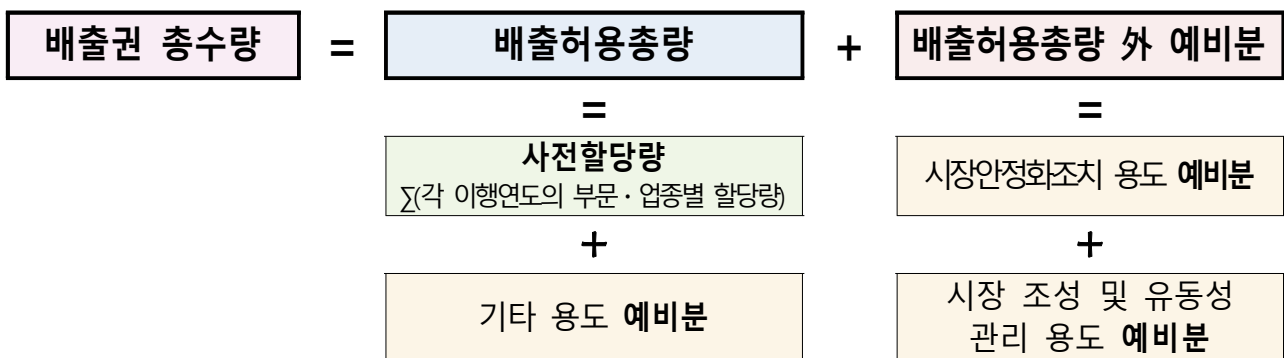 배출권 총수량 = 배출허용총량 + 배출허용총량 外 예비분
= =
사전할당량
∑(각 이행연도의 부문・업종별 할당량)
시장안정화조치 용도 예비분
+ +
기타 용도 예비분
시장 조성 및 유동성
관리 용도 예비분